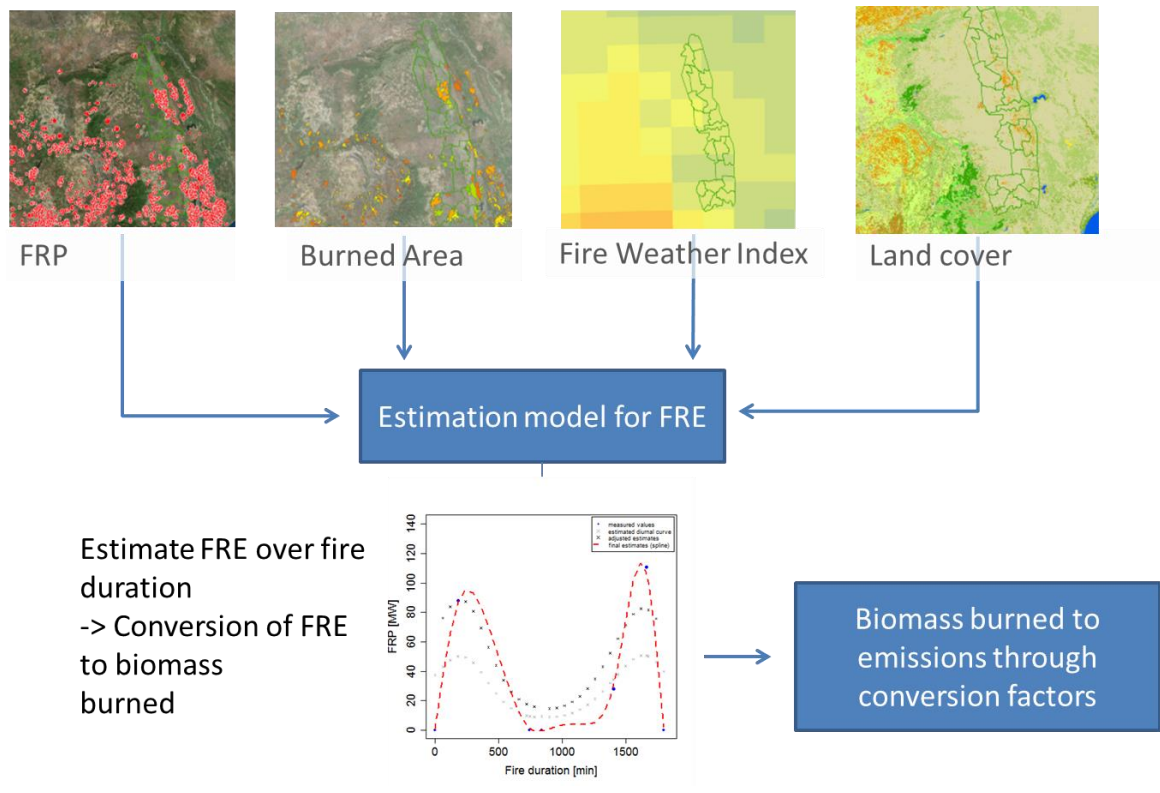 FRP
Burned Area
Fire Weather Index
Land cover
Estimation model for FRE
Estimate FRE over fire
duration
-> Conversion of FRE
to biomass
burned
measured values
estimated diurnal curve
adjusted estimates
final estimates (spline)
FRP [MW]
140
120
100
80
60
40
20
0
0 500 1000 1500
Fire duration [min]
Biomass burned to
emissions through
conversion factors